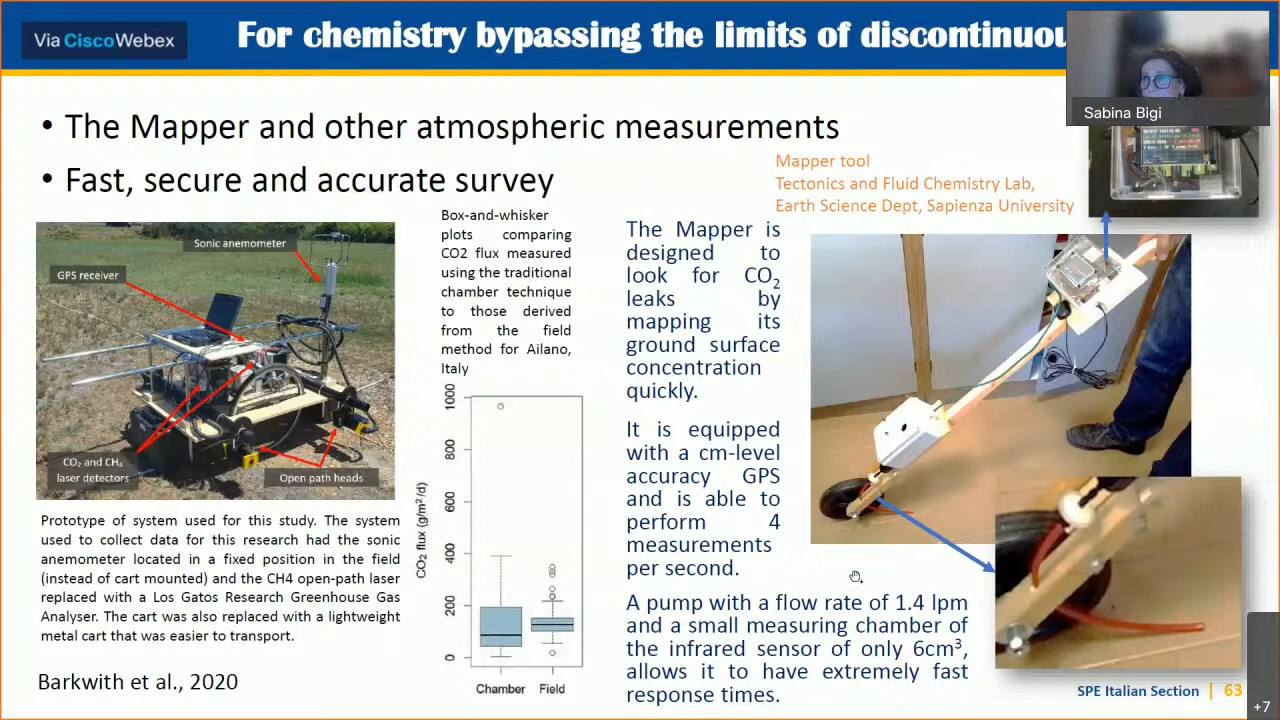 Via CiscoWebex
For chemistry bypassing the limits of discontinuou
Sabina Bigi
• The Mapper and other atmospheric measurements
• Fast, secure and accurate survey
Mapper tool
Tectonics and Fluid Chemistry Lab,
Earth Science Dept, Sapienza University
Sonic anemometer
GPS receiver
CO₂ and CH₄
laser detectors
Open path heads
Prototype of system used for this study. The system
used to collect data for this research had the sonic
anemometer located in a fixed position in the field
(instead of cart mounted) and the CH4 open-path laser
replaced with a Los Gatos Research Greenhouse Gas
Analyser. The cart was also replaced with a lightweight
metal cart that was easier to transport.
Barkwith et al., 2020
Box-and-whisker
plots comparing
CO2 flux measured
using the traditional
chamber technique
to those derived
from the field
method for Ailano,
Italy
CO₂ flux (g/m²/d)
1000
800
600
400
200
0
Chamber Field
The Mapper is
designed to
look for CO₂
leaks by
mapping its
ground surface
concentration
quickly.
It is equipped
with a cm-level
accuracy GPS
and is able to
perform 4
measurements
per second.
A pump with a flow rate of 1.4 lpm
and a small measuring chamber of
the infrared sensor of only 6cm³,
allows it to have extremely fast
response times.
SPE Italian Section | 63
+7